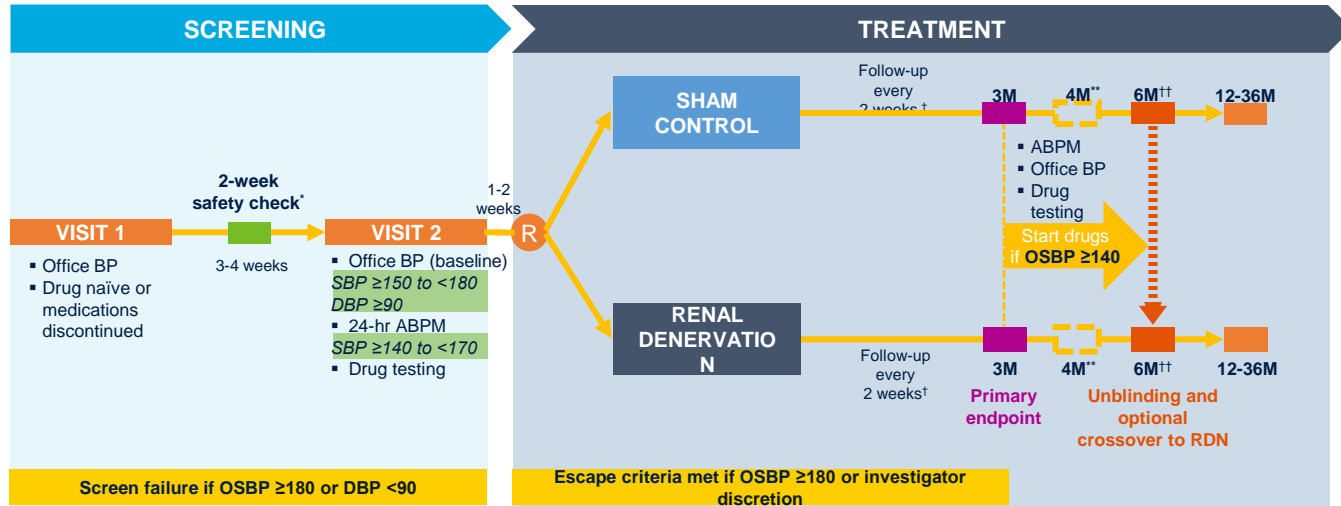 SCREENING
TREATMENT
2-week
safety check*
VISIT 1
3-4 weeks
▪ Office BP
▪ Drug naïve or
medications
discontinued
VISIT 2
▪ Office BP (baseline)
SBP ≥150 to <180
DBP ≥90
▪ 24-hr ABPM
SBP ≥140 to <170
▪ Drug testing
1-2
weeks
R
SHAM
CONTROL
Follow-up
every
2 weeks †
3M
4M**
6M††
12-36M
▪ ABPM
▪ Office BP
▪ Drug
testing
Start drugs
if OSBP ≥140
RENAL
DENERVATIO
N
Follow-up
every
2 weeks†
3M
4M**
6M††
12-36M
Primary
endpoint
Unblinding and
optional
crossover to RDN
Screen failure if OSBP ≥180 or DBP <90
Escape criteria met if OSBP ≥180 or investigator
discretion